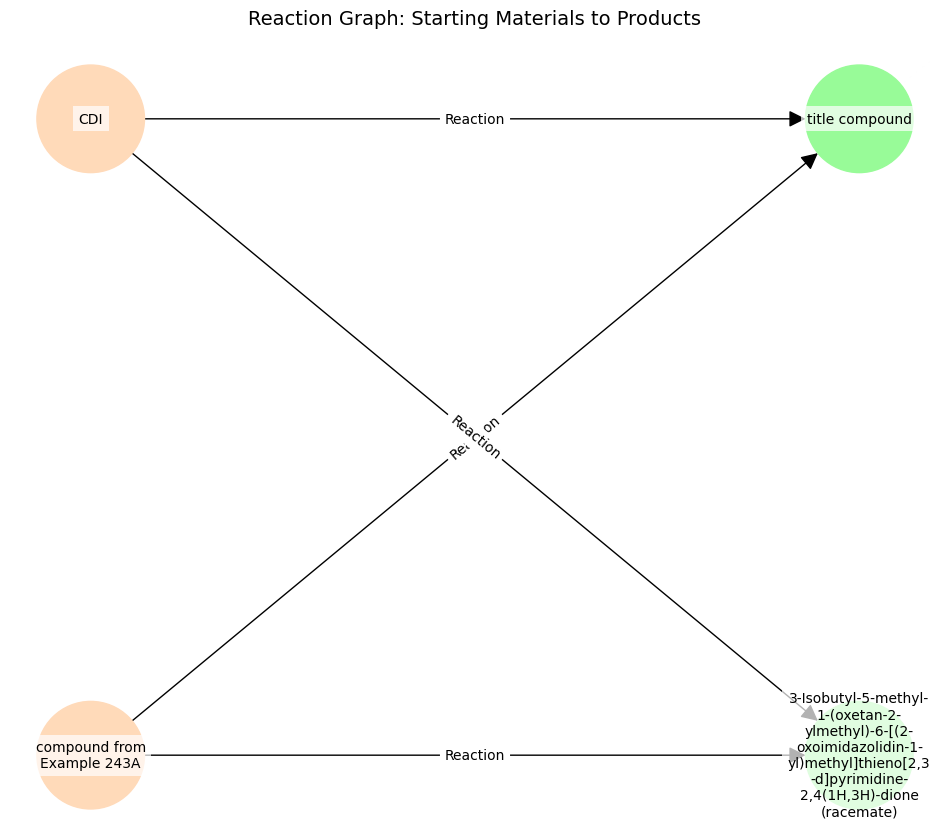 Reaction Graph: Starting Materials to Products
CDI
Reaction
title compound
Reaction
compound from
Example 243A
Reaction
3-Isobutyl-5-methyl-
1-(oxetan-2-
ylmethyl)-6-[(2-
oxoimidazolidin-1-
yl)methyl]thieno[2,3
-d]pyrimidine-
2,4(1H,3H)-dione
(racemate)